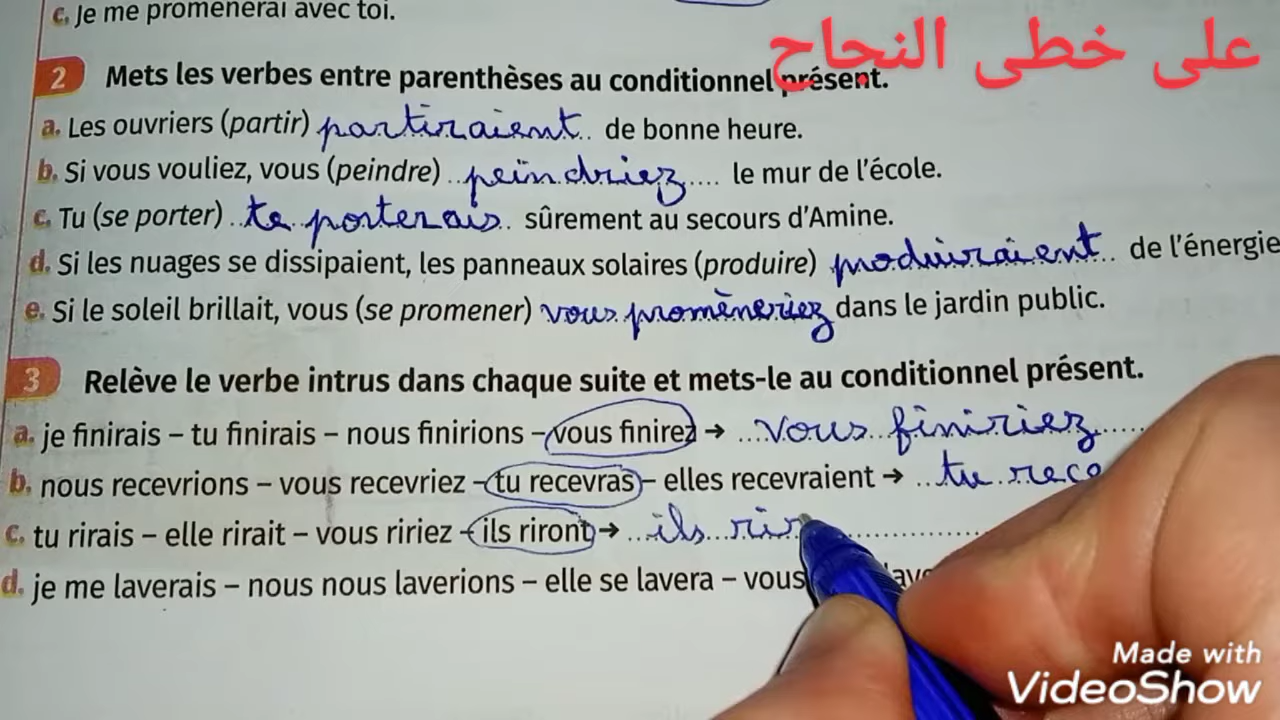 c. Je me promènerai avec toi.
على خطى النجاح
2 Mets les verbes entre parenthèses au conditionnel présent.
a. Les ouvriers (partir) partiraient de bonne heure.
b. Si vous vouliez, vous (peindre) peindriez le mur de l'école.
c. Tu (se porter) te porterais sûrement au secours d'Amine.
d. Si les nuages se dissipaient, les panneaux solaires (produire) produiraient de l'énergie
e. Si le soleil brillait, vous (se promener) vous promèneriez dans le jardin public.
3 Relève le verbe intrus dans chaque suite et mets-le au conditionnel présent.
a. je finirais – tu finirais – nous finirions – vous finirez → vous finiriez
b. nous recevrions – vous recevriez – tu recevras – elles recevraient → tu rece
c. tu rirais – elle rirait – vous ririez – ils riront → ils rir
d. je me laverais – nous nous laverions – elle se lavera – vous
Made with
VideoShow